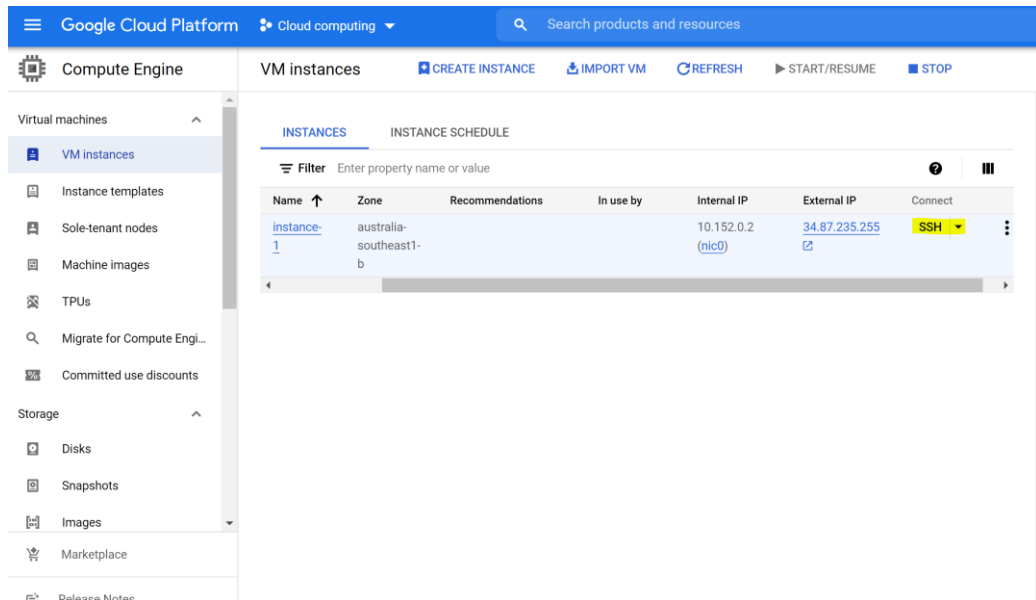 Google Cloud Platform
Cloud computing
Search products and resources
Compute Engine
VM instances
CREATE INSTANCE
IMPORT VM
REFRESH
START/RESUME
STOP
Virtual machines
VM instances
Instance templates
Sole-tenant nodes
Machine images
TPUs
Migrate for Compute Engi...
Committed use discounts
Storage
Disks
Snapshots
Images
Marketplace
Release Notes
INSTANCES
INSTANCE SCHEDULE
Filter Enter property name or value
Name Zone Recommendations In use by Internal IP External IP Connect
instance- australia- 10.152.0.2 34.87.235.255 SSH
1 southeast1- (nic0)
b